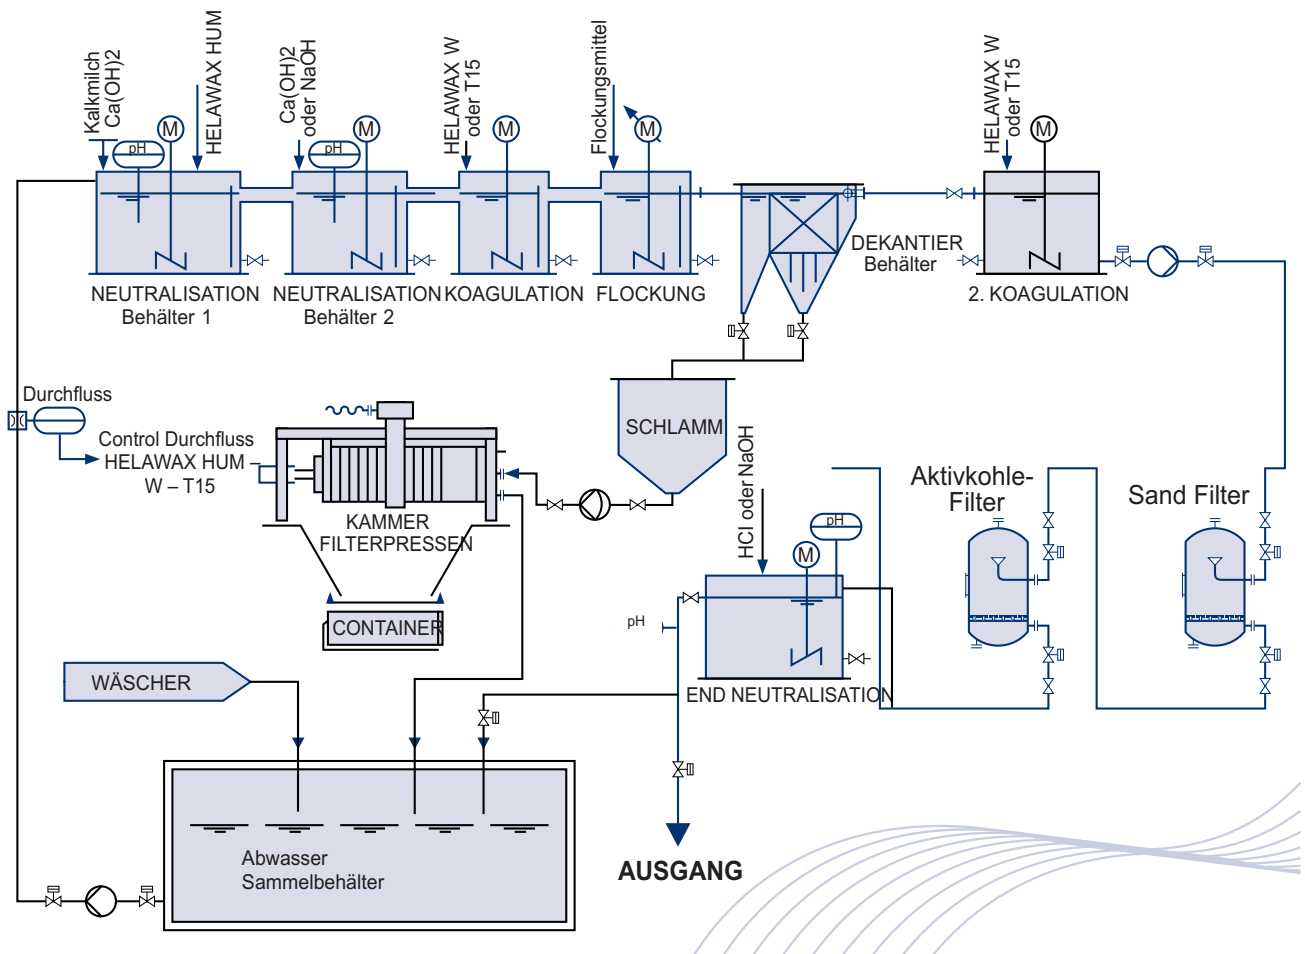 Kalkmilch
Ca(OH)2
HELAWAX HUM
Ca(OH)2
oder NaOH
HELAWAX W
oder T15
Flockungsmittel
HELAWAX W
oder T15
pH
M
pH
M
M
M
M
NEUTRALISATION
Behälter 1
NEUTRALISATION
Behälter 2
KOAGULATION
FLOCKUNG
DEKANTIER
Behälter
2. KOAGULATION
Durchfluss
Control Durchfluss
HELAWAX HUM –
W – T15
KAMMER
FILTERPRESSEN
SCHLAMM
HCl oder NaOH
Aktivkohle-
Filter
Sand Filter
pH
M
pH
CONTAINER
WÄSCHER
END NEUTRALISATION
Abwasser
Sammelbehälter
AUSGANG